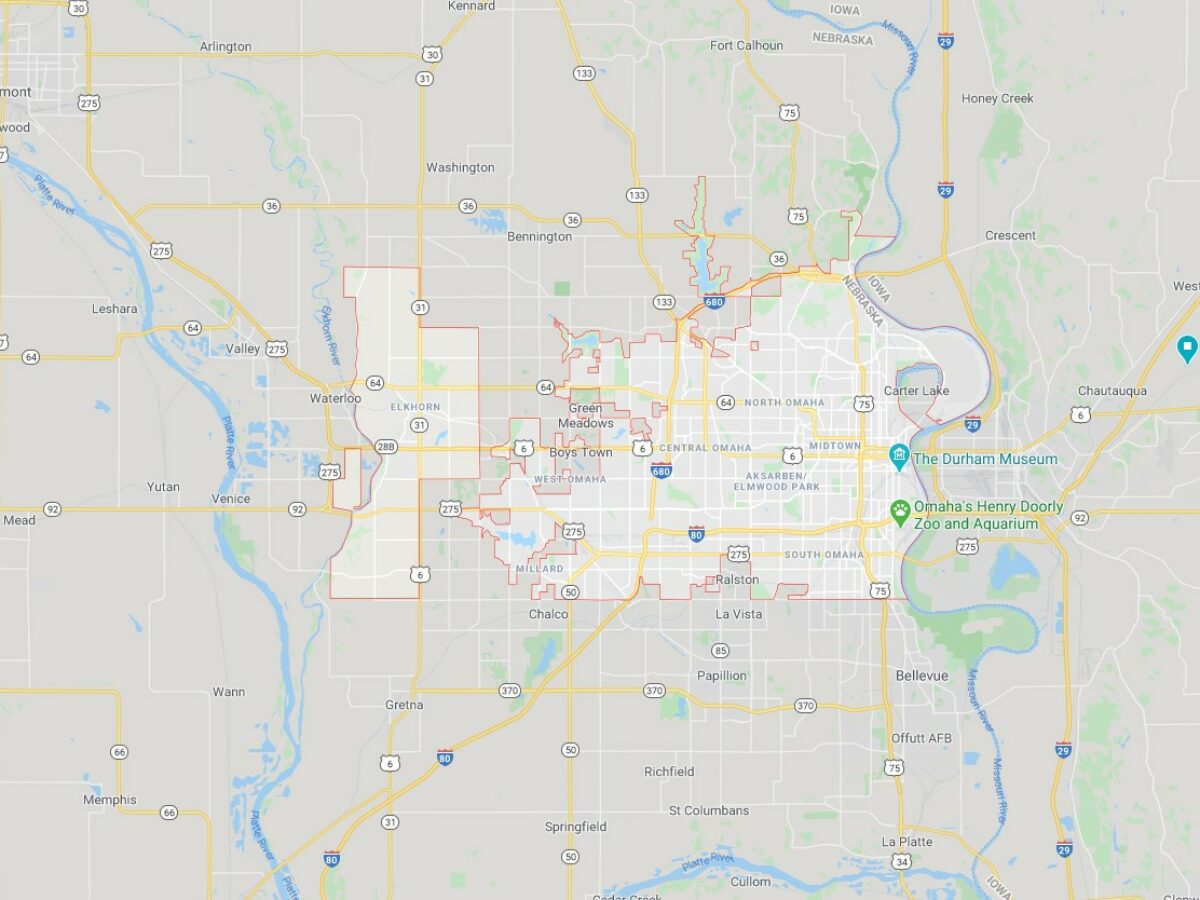 30
Kennard
IOWA
Missouri River
NEBRASKA
29
Arlington
30
Fort Calhoun
31
133
mont
275
Honey Creek
75
wood
7
Washington
Platte River
133
29
36
36
36
75
Bennington
Crescent
275
36
IOWA
NEBRASKA
West
680
133
31
Leshara
Elkhorn River
64
7
64
Valley
275
Chautauqua
64
64
Carter Lake
Waterloo
ELKHORN
Green
Meadows
64
NORTH OMAHA
75
6
31
29
Platte River
28B
6
Boys Town
6
CENTRAL OMAHA
MIDTOWN
6
The Durham Museum
275
680
WEST OMAHA
AKSARBEN/
ELMWOOD PARK
Yutan
Venice
92
92
275
Omaha's Henry Doorly
Zoo and Aquarium
92
Mead
275
80
275
275
SOUTH OMAHA
MILLARD
6
Ralston
50
75
Chalco
La Vista
85
Papillion
Bellevue
Wann
370
370
Missouri River
Gretna
370
Offutt AFB
66
50
29
80
6
75
Richfield
Missouri River
Memphis
66
St Columbans
31
Springfield
Platte River
La Platte
80
50
29
Platte River
34
Platte
Cullom
IOWA
Cedar Creek
Glenw